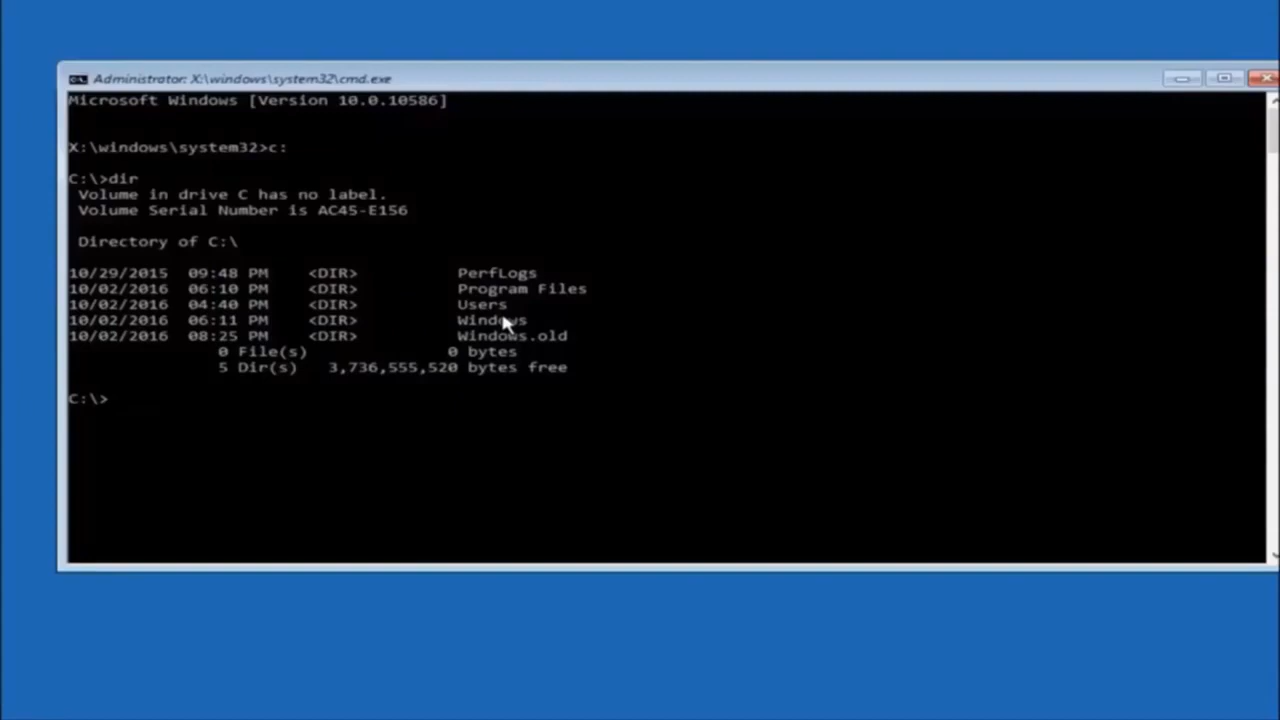 Administrator: X:\windows\system32\cmd.exe
Microsoft Windows [Version 10.0.10586]
X:\windows\system32>c:
C:\>dir
Volume in drive C has no label.
Volume Serial Number is AC45-E156
Directory of C:\
10/29/2015 09:48 PM <DIR> PerfLogs
10/02/2016 06:10 PM <DIR> Program Files
10/02/2016 04:40 PM <DIR> Users
10/02/2016 06:11 PM <DIR> Windows
10/02/2016 08:25 PM <DIR> Windows.old
0 File(s) 0 bytes
5 Dir(s) 3,736,555,520 bytes free
C:\>